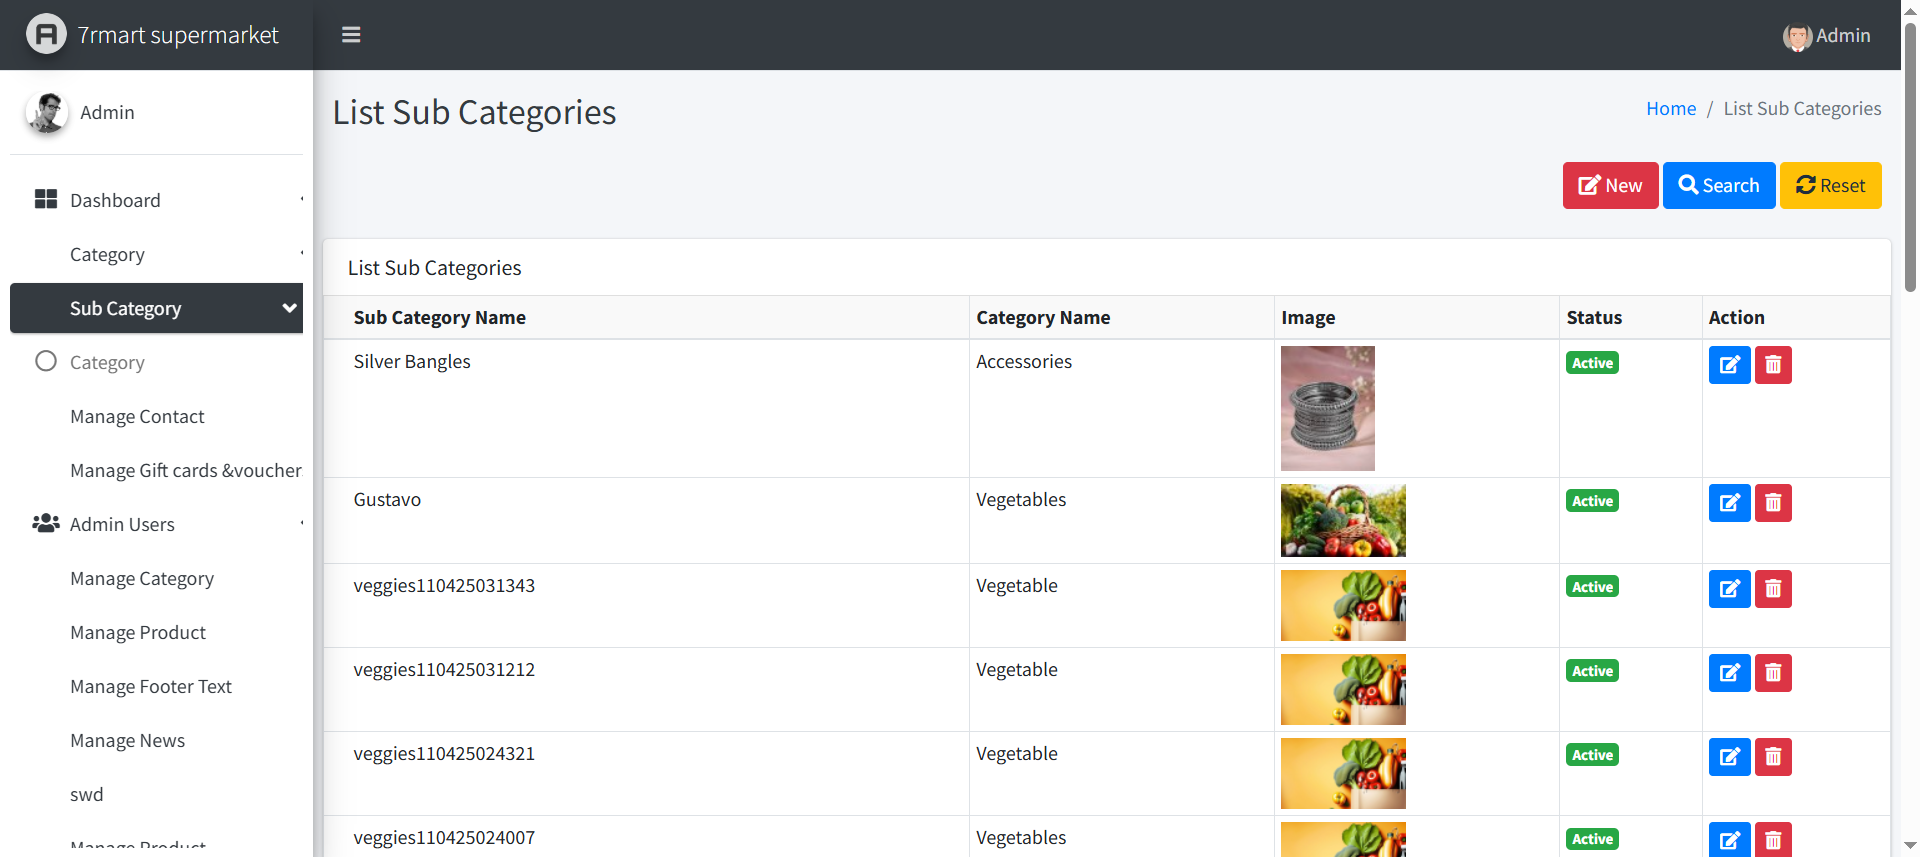 7rmart supermarket
Admin
Admin
List Sub Categories
Home / List Sub Categories
New
Search
Reset
Dashboard
Category
Sub Category
Category
Manage Contact
Manage Gift cards &voucher
Admin Users
Manage Category
Manage Product
Manage Footer Text
Manage News
swd
Manage Product
List Sub Categories
Sub Category Name Category Name Image Status Action
Silver Bangles Accessories Active
Gustavo Vegetables Active
veggies110425031343 Vegetable Active
veggies110425031212 Vegetable Active
veggies110425024321 Vegetable Active
veggies110425024007 Vegetables Active